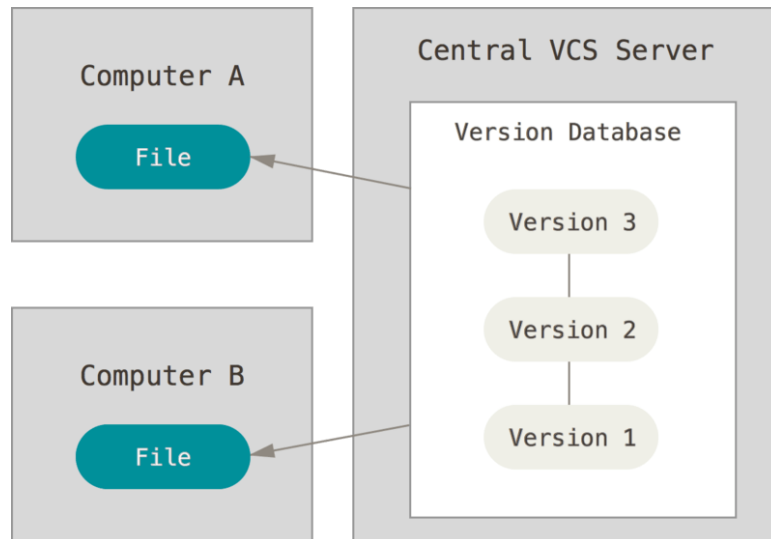 Computer A
File
Computer B
File
Central VCS Server
Version Database
Version 3
Version 2
Version 1